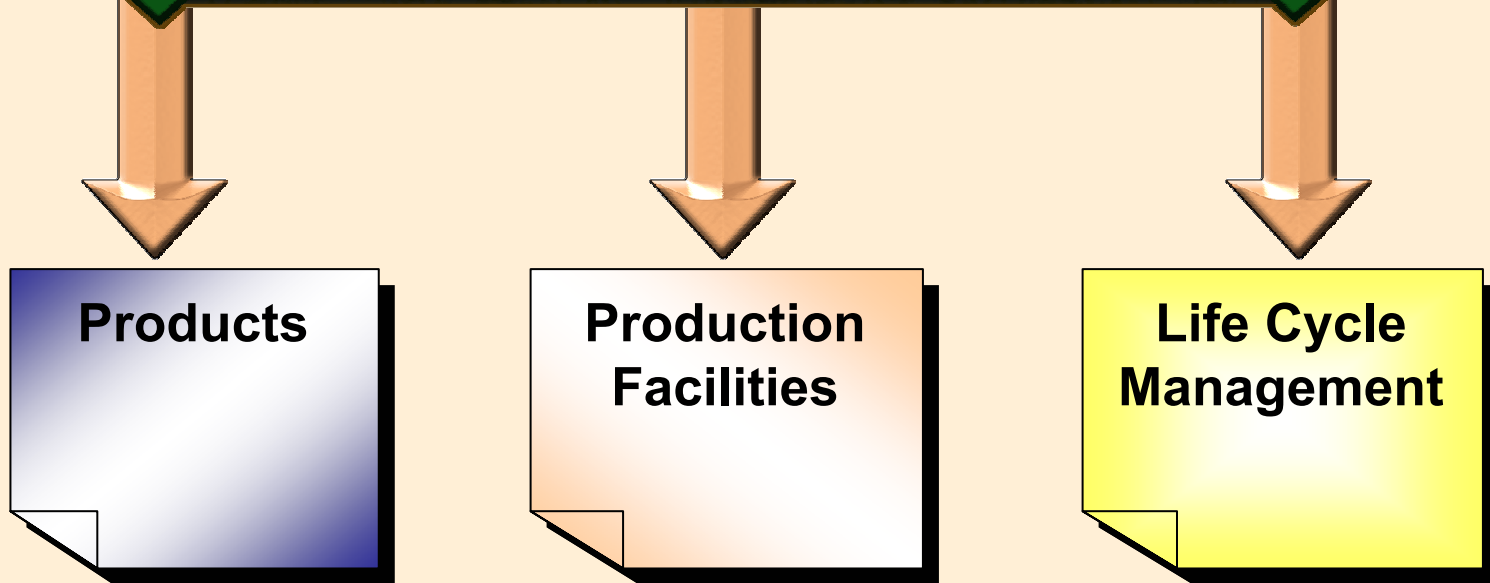 Products
Production
Facilities
Life Cycle
Management